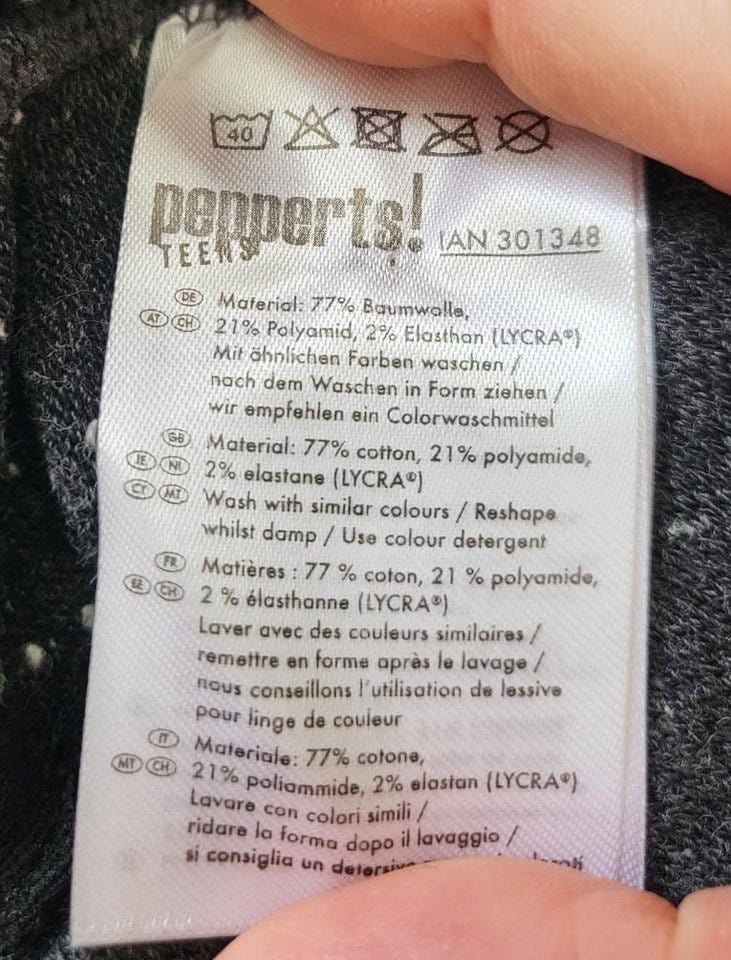 40
pepperts!
TEENS
IAN 301348
DE Material: 77% Baumwolle,
AT CH 21% Polyamid, 2% Elasthan (LYCRA®)
Mit ähnlichen Farben waschen /
nach dem Waschen in Form ziehen /
wir empfehlen ein Colorwaschmittel
GB Material: 77% cotton, 21% polyamide,
IE NI 2% elastane (LYCRA®)
CY MT Wash with similar colours / Reshape
whilst damp / Use colour detergent
FR Matières : 77 % coton, 21 % polyamide,
BE CH 2 % élasthanne (LYCRA®)
Laver avec des couleurs similaires /
remettre en forme après le lavage /
nous conseillons l'utilisation de lessive
pour linge de couleur
IT Materiale: 77% cotone,
MT CH 21% poliammide, 2% elastan (LYCRA®)
Lavare con colori simili /
ridare la forma dopo il lavaggio /
si consiglia un